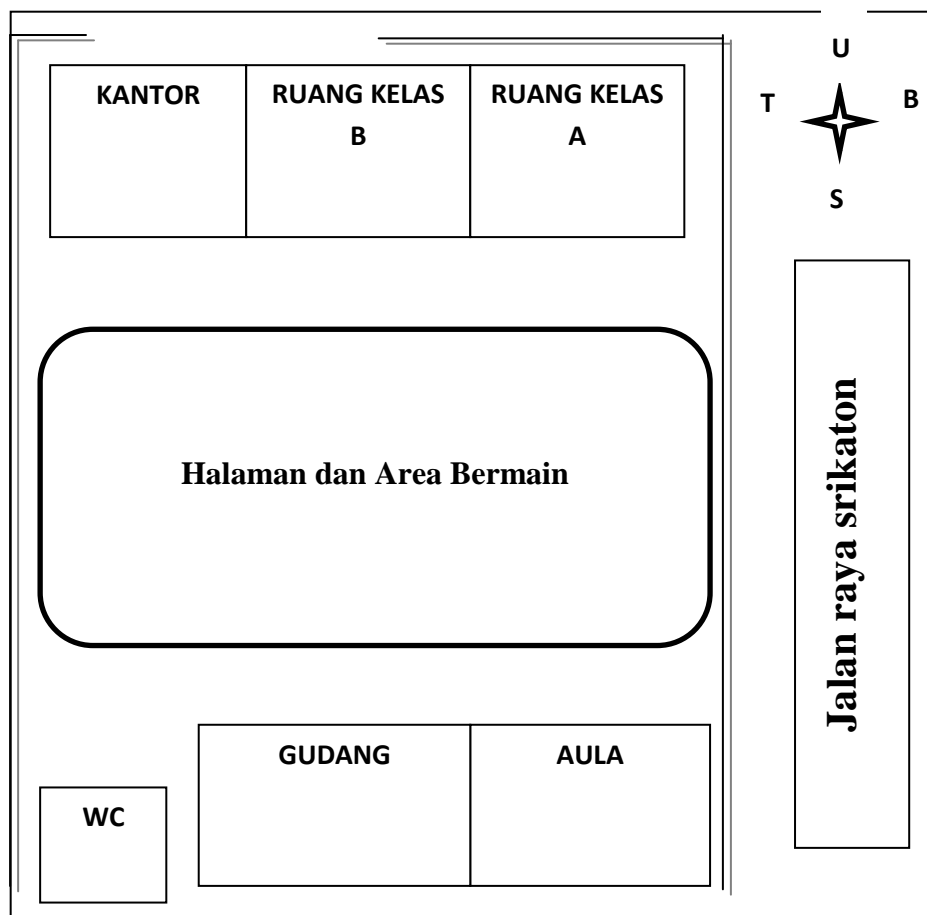 U
T
B
S
KANTOR
RUANG KELAS
B
RUANG KELAS
A
Halaman dan Area Bermain
Jalan raya srikaton
GUDANG
AULA
WC